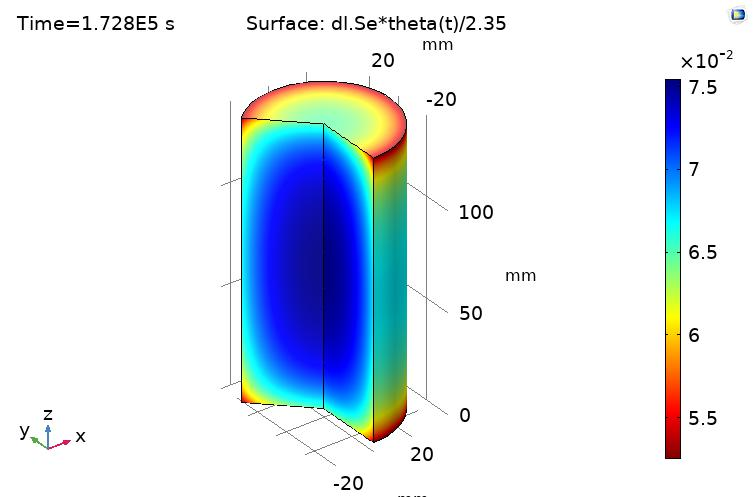 Time=1.728E5 s
Surface: dl.Se*theta(t)/2.35
mm
20
-20
×10⁻²
7.5
7
6.5
6
5.5
100
mm
50
0
20
-20
z
y
x